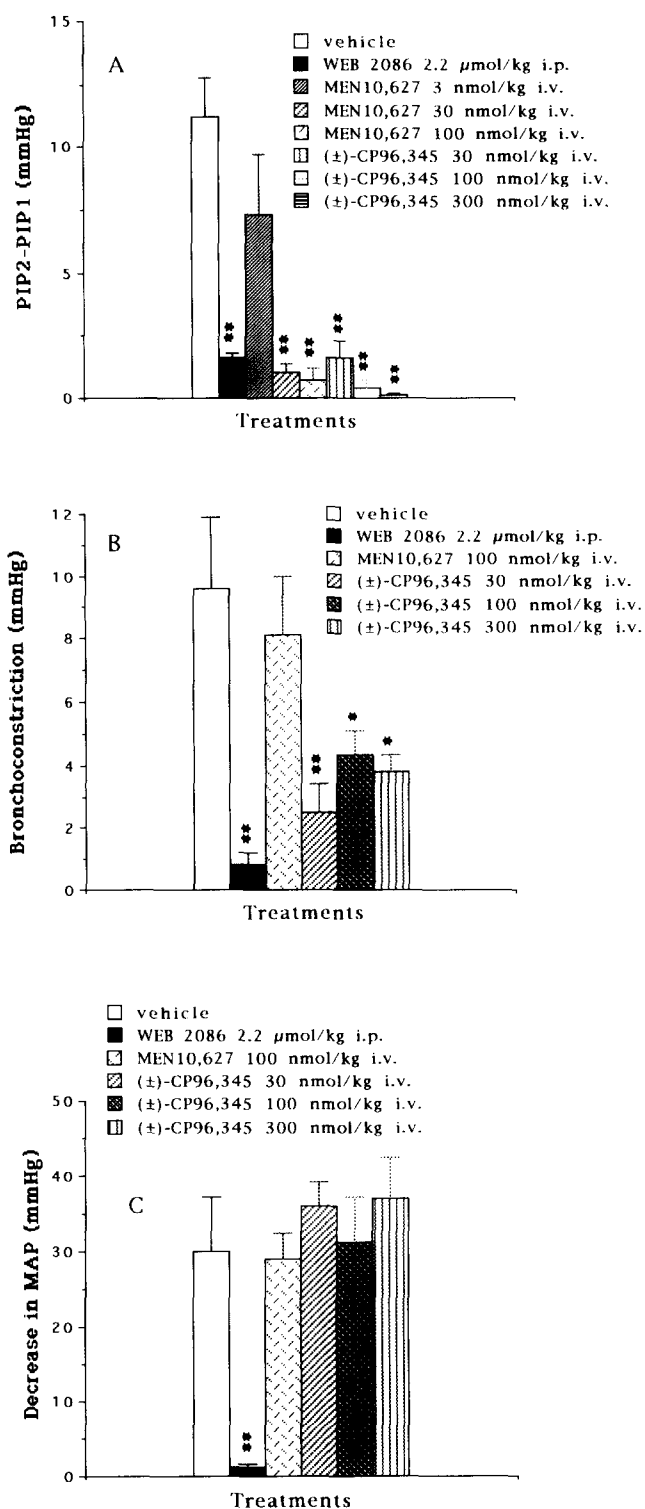 15
10
5
0
PIP2-PIP1 (mmHg)
A
vehicle
WEB 2086 2.2 µmol/kg i.p.
MEN10,627 3 nmol/kg i.v.
MEN10,627 30 nmol/kg i.v.
MEN10,627 100 nmol/kg i.v.
(±)-CP96,345 30 nmol/kg i.v.
(±)-CP96,345 100 nmol/kg i.v.
(±)-CP96,345 300 nmol/kg i.v.
**
**
**
**
**
**
Treatments
12
10
8
6
4
2
0
Bronchoconstriction (mmHg)
B
vehicle
WEB 2086 2.2 µmol/kg i.p.
MEN10,627 100 nmol/kg i.v.
(±)-CP96,345 30 nmol/kg i.v.
(±)-CP96,345 100 nmol/kg i.v.
(±)-CP96,345 300 nmol/kg i.v.
**
**
*
*
Treatments
vehicle
WEB 2086 2.2 µmol/kg i.p.
MEN10,627 100 nmol/kg i.v.
(±)-CP96,345 30 nmol/kg i.v.
(±)-CP96,345 100 nmol/kg i.v.
(±)-CP96,345 300 nmol/kg i.v.
50
40
30
20
10
0
Decrease in MAP (mmHg)
C
**
Treatments